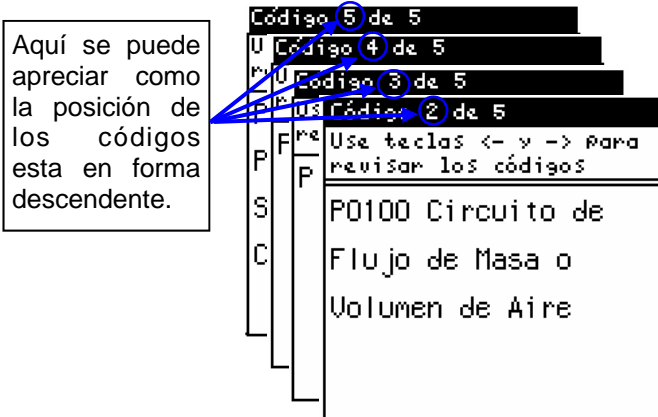 Aquí se puede
apreciar como
la posición de
los códigos
esta en forma
descendente.
Código 5 de 5
U
r
P
S
C
Código 4 de 5
U
r
F
Código 3 de 5
Us
re
P
Código 2 de 5
Use teclas <- y -> para
revisar los códigos
P0100 Circuito de
Flujo de Masa o
Volumen de Aire